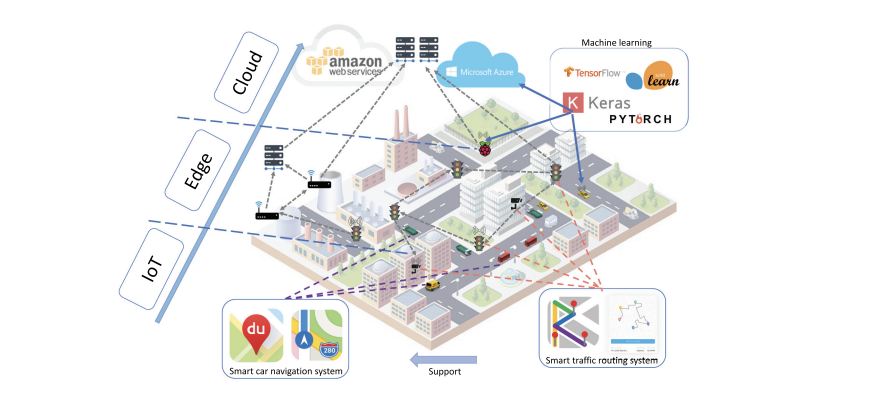 Machine learning
Cloud
amazon
web services
Microsoft Azure
TensorFlow
learn
K Keras
PYTORCH
Edge
IoT
du
280
Smart car navigation system
Smart traffic routing system
Support